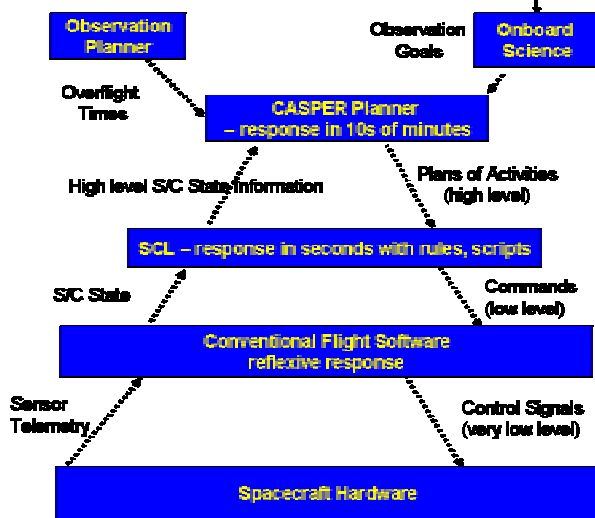 Observation
Planner
Observation
Goals
Onboard
Science
Overflight
Times
CASPER Planner
– response in 10s of minutes
High level S/C State Information
Plans of Activities
(high level)
SCL – response in seconds with rules, scripts
S/C State
Commands
(low level)
Conventional Flight Software
reflexive response
Sensor
Telemetry
Control Signals
(very low level)
Spacecraft Hardware